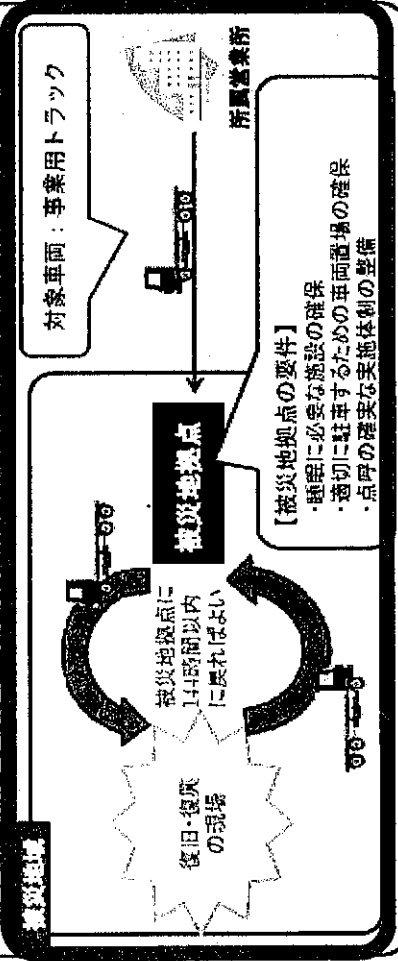 被災地域
対象車両：事業用トラック
所属営業所
被災地拠点
被災地拠点に
144時間以内
に戻ればよい
復旧・復興
の現場
【被災地拠点の要件】
・睡眠に必要な施設の確保
・適切に駐車するための車両置場の確保
・点呼の確実な実施体制の整備